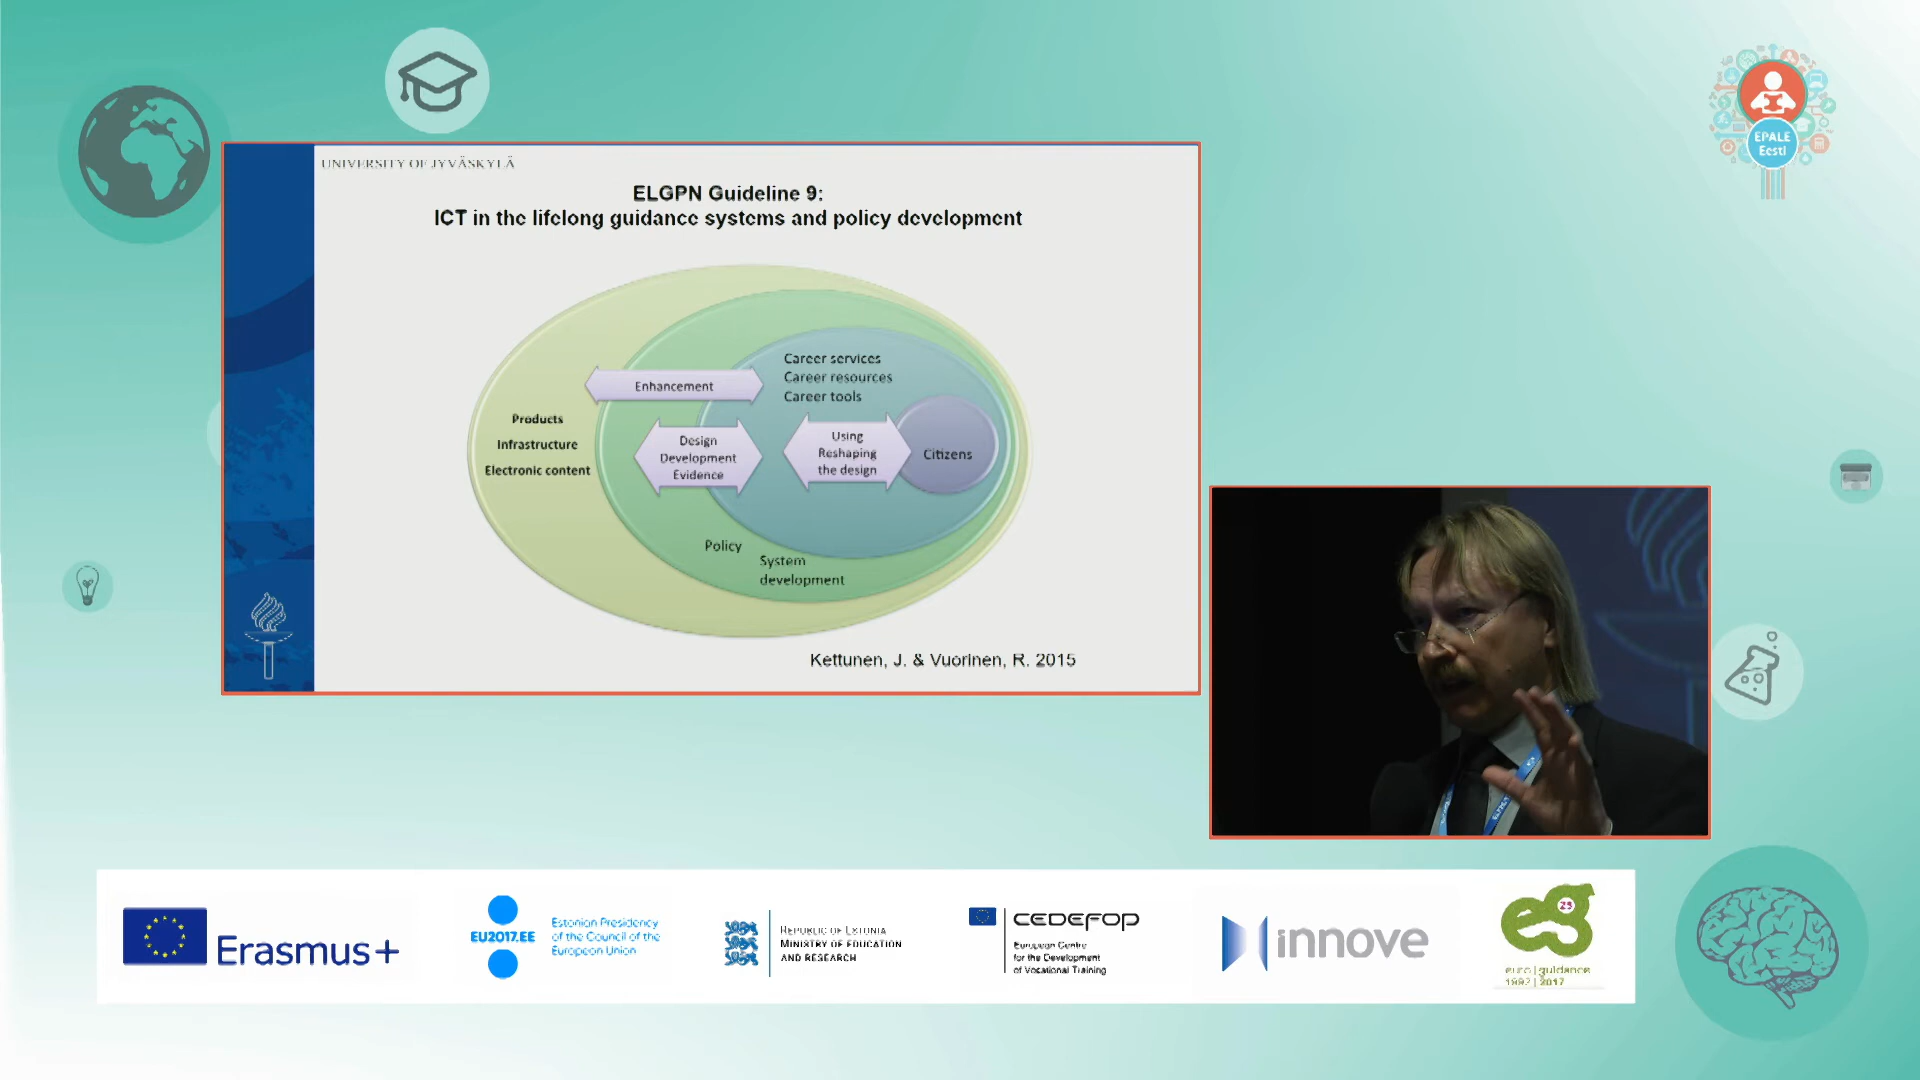 EPALE
Eesti
UNIVERSITY OF JYVÄSKYLÄ
ELGPN Guideline 9:
ICT in the lifelong guidance systems and policy development
Career services
Career resources
Career tools
Enhancement
Products
Infrastructure
Electronic content
Design
Development
Evidence
Using
Reshaping
the design
Citizens
Policy
System
development
Kettunen, J. & Vuorinen, R. 2015
Erasmus+
EU2017.EE
Estonian Presidency
of the Council of the
European Union
REPUBLIC OF ESTONIA
MINISTRY OF EDUCATION
AND RESEARCH
CEDEFOP
European Centre
for the Development
of Vocational Training
innove
25
euro|guidance
1992|2017